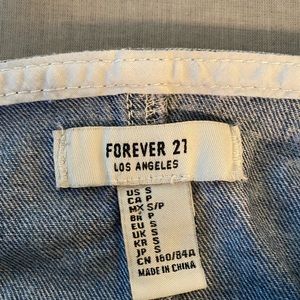 FOREVER 21
LOS ANGELES
US S
CA P
MX S/P
BR P
EU S
UK S
KR S
JP S
CN 160/84A
MADE IN CHINA